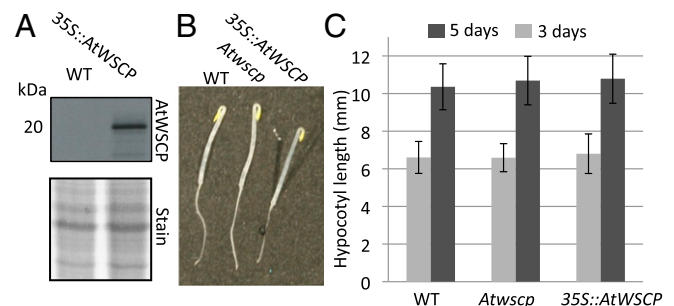 A
35S::AtWSCP
WT
kDa
20
AtWSCP
Stain
B
35S::AtWSCP
Atwscp
WT
C
5 days
3 days
Hypocotyl length (mm)
12
10
8
6
4
2
0
WT
Atwscp
35S::AtWSCP